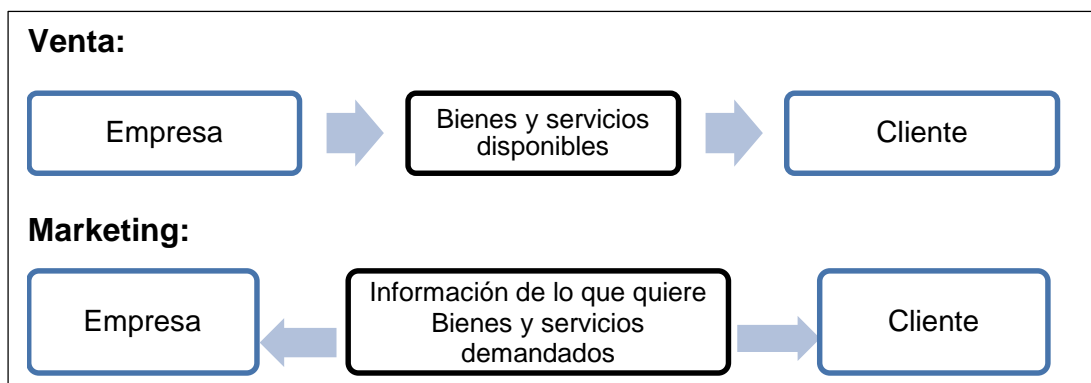 Venta:
Empresa
Bienes y servicios
disponibles
Cliente
Marketing:
Empresa
Información de lo que quiere
Bienes y servicios
demandados
Cliente